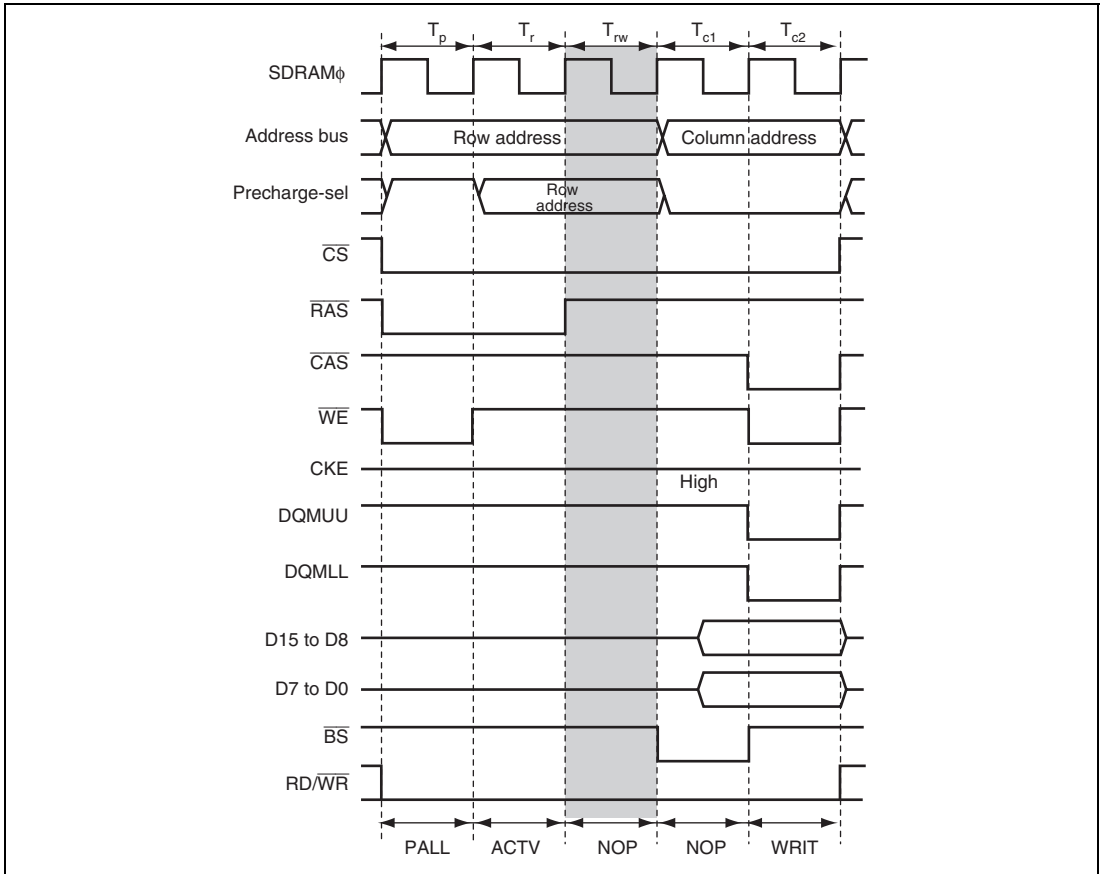 Tp Tr Trw Tc1 Tc2
SDRAMϕ
Address bus Row address Column address
Precharge-sel Row address
CS
RAS
CAS
WE
CKE
High
DQMUU
DQMLL
D15 to D8
D7 to D0
BS
RD/WR
PALL ACTV NOP NOP WRIT